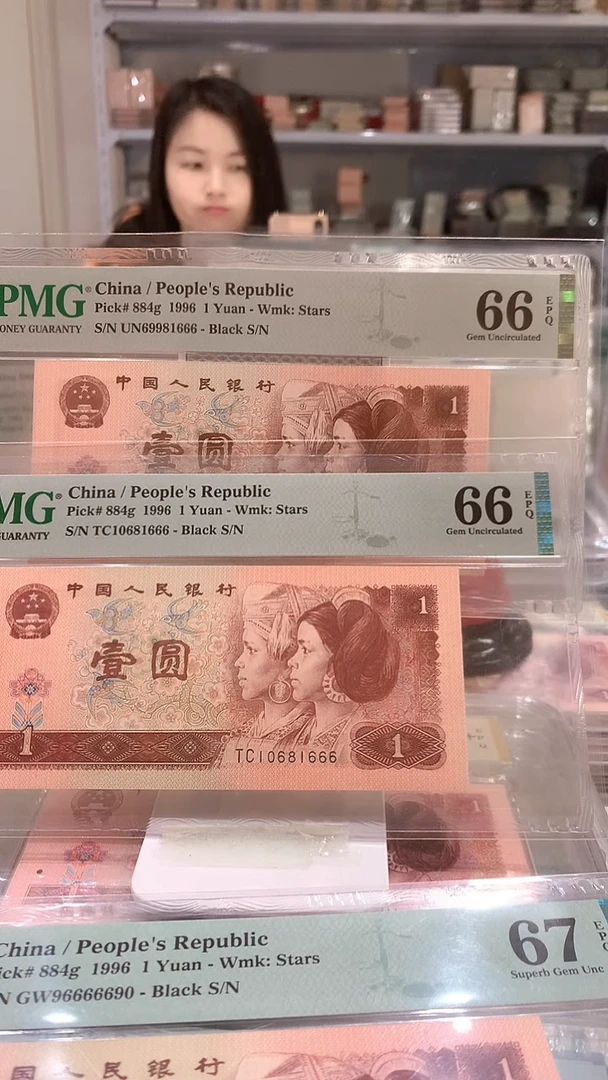 PMG®
ONEY GUARANTY
China / People's Republic
Pick# 884g 1996 1 Yuan - Wmk: Stars
S/N UN69981666 - Black S/N
66
Gem Uncirculated
EPQ
中国人民银行
壹圆
1
MG®
GUARANTY
China / People's Republic
Pick# 884g 1996 1 Yuan - Wmk: Stars
S/N TC10681666 - Black S/N
66
Gem Uncirculated
EPQ
中国人民银行
1
壹圆
1
TC10681666
1
1
China / People's Republic
ick# 884g 1996 1 Yuan - Wmk: Stars
N GW96666690 - Black S/N
67
Superb Gem Unc
国人民银行
1